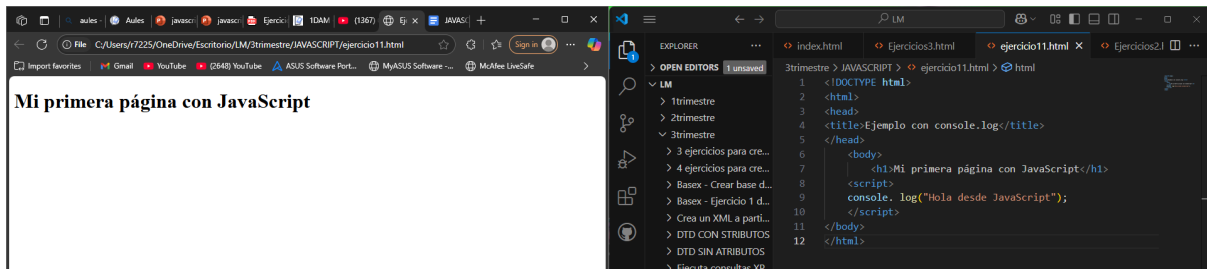 aules -
Aules
javascri
javascri
Ejercici
1DAM
(1367)
Ej
JAVASC
File
C:/Users/r7225/OneDrive/Escritorio/LM/3trimestre/JAVASCRIPT/ejercicio11.html
Sign in
Import favorites
Gmail
YouTube
(2648) YouTube
ASUS Software Port...
MyASUS Software -...
McAfee LiveSafe
Mi primera página con JavaScript
LM
EXPLORER
index.html
Ejercicios3.html
ejercicio11.html
Ejercicios2.l
OPEN EDITORS
1 unsaved
3trimestre > JAVASCRIPT > ejercicio11.html > html
LM
1trimestre
2trimestre
3trimestre
3 ejercicios para cre...
4 ejercicios para cre...
Basex - Crear base d...
Basex - Ejercicio 1 d...
Crea un XML a parti...
DTD CON STRIBUTOS
DTD SIN ATRIBUTOS
Ejecuta consultas XP
1 <!DOCTYPE html>
2 <html>
3 <head>
4 <title>Ejemplo con console.log</title>
5 </head>
6 <body>
7 <h1>Mi primera página con JavaScript</h1>
8 <script>
9 console. log("Hola desde JavaScript");
10 </script>
11 </body>
12 </html>